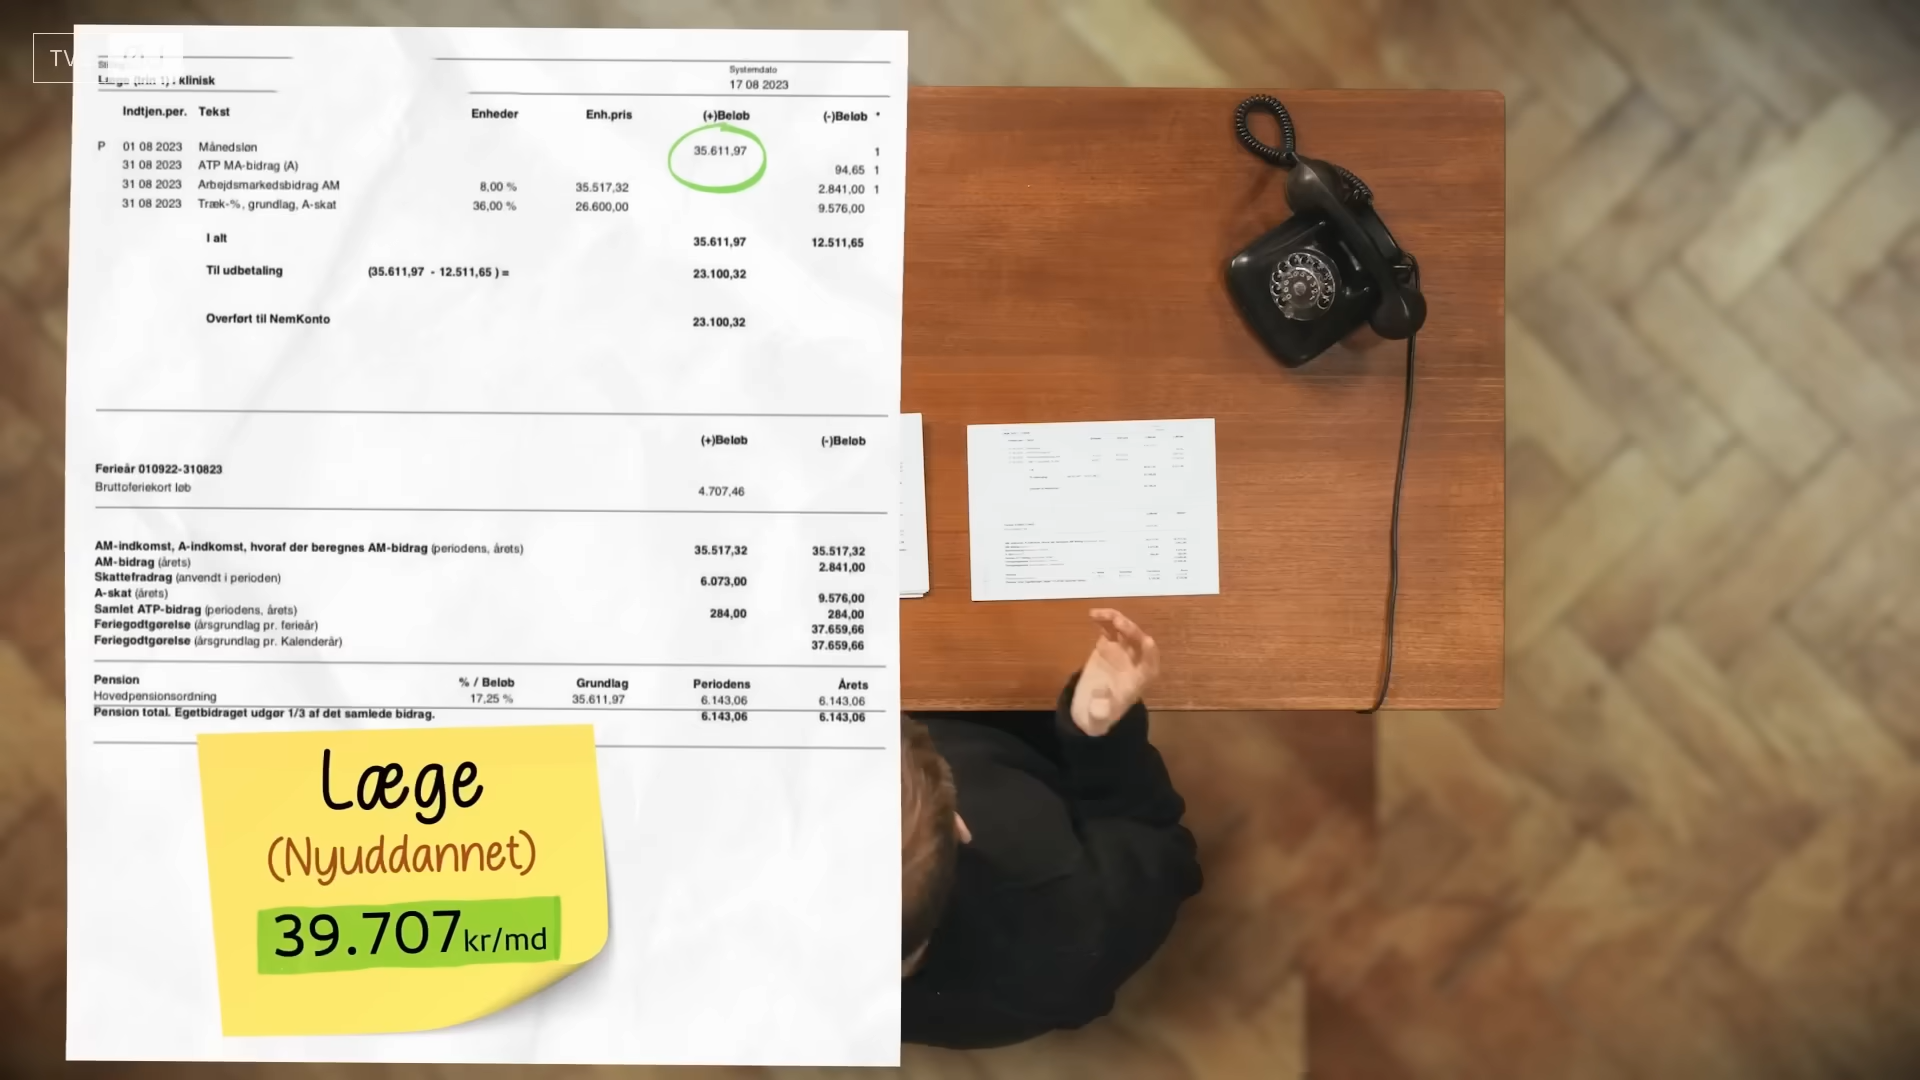 TV
Systemdato
Læge (trin 1) i klinisk
17 08 2023
Indtjen.per. Tekst Enheder Enh.pris (+)Beløb (-)Beløb *
P 01 08 2023 Månedsløn 35.611,97 1
31 08 2023 ATP MA-bidrag (A) 94,65 1
31 08 2023 Arbejdsmarkedsbidrag AM 8,00 % 35.517,32 2.841,00 1
31 08 2023 Træk-%, grundlag, A-skat 36,00 % 26.600,00 9.576,00
I alt 35.611,97 12.511,65
Til udbetaling (35.611,97 - 12.511,65 ) = 23.100,32
Overført til NemKonto 23.100,32
(+)Beløb (-)Beløb
Ferieår 010922-310823
Bruttoferiekort løb 4.707,46
AM-indkomst, A-indkomst, hvoraf der beregnes AM-bidrag (periodens, årets) 35.517,32 35.517,32
AM-bidrag (årets) 2.841,00
Skattefradrag (anvendt i perioden) 6.073,00
A-skat (årets) 9.576,00
Samlet ATP-bidrag (periodens, årets) 284,00 284,00
Feriegodtgørelse (årsgrundlag pr. ferieår) 37.659,66
Feriegodtgørelse (årsgrundlag pr. Kalenderår) 37.659,66
Pension % / Beløb Grundlag Periodens Årets
Hovedpensionsordning 17,25 % 35.611,97 6.143,06 6.143,06
Pension total. Egetbidraget udgør 1/3 af det samlede bidrag. 6.143,06 6.143,06
Læge
(Nyuddannet)
39.707 kr/md